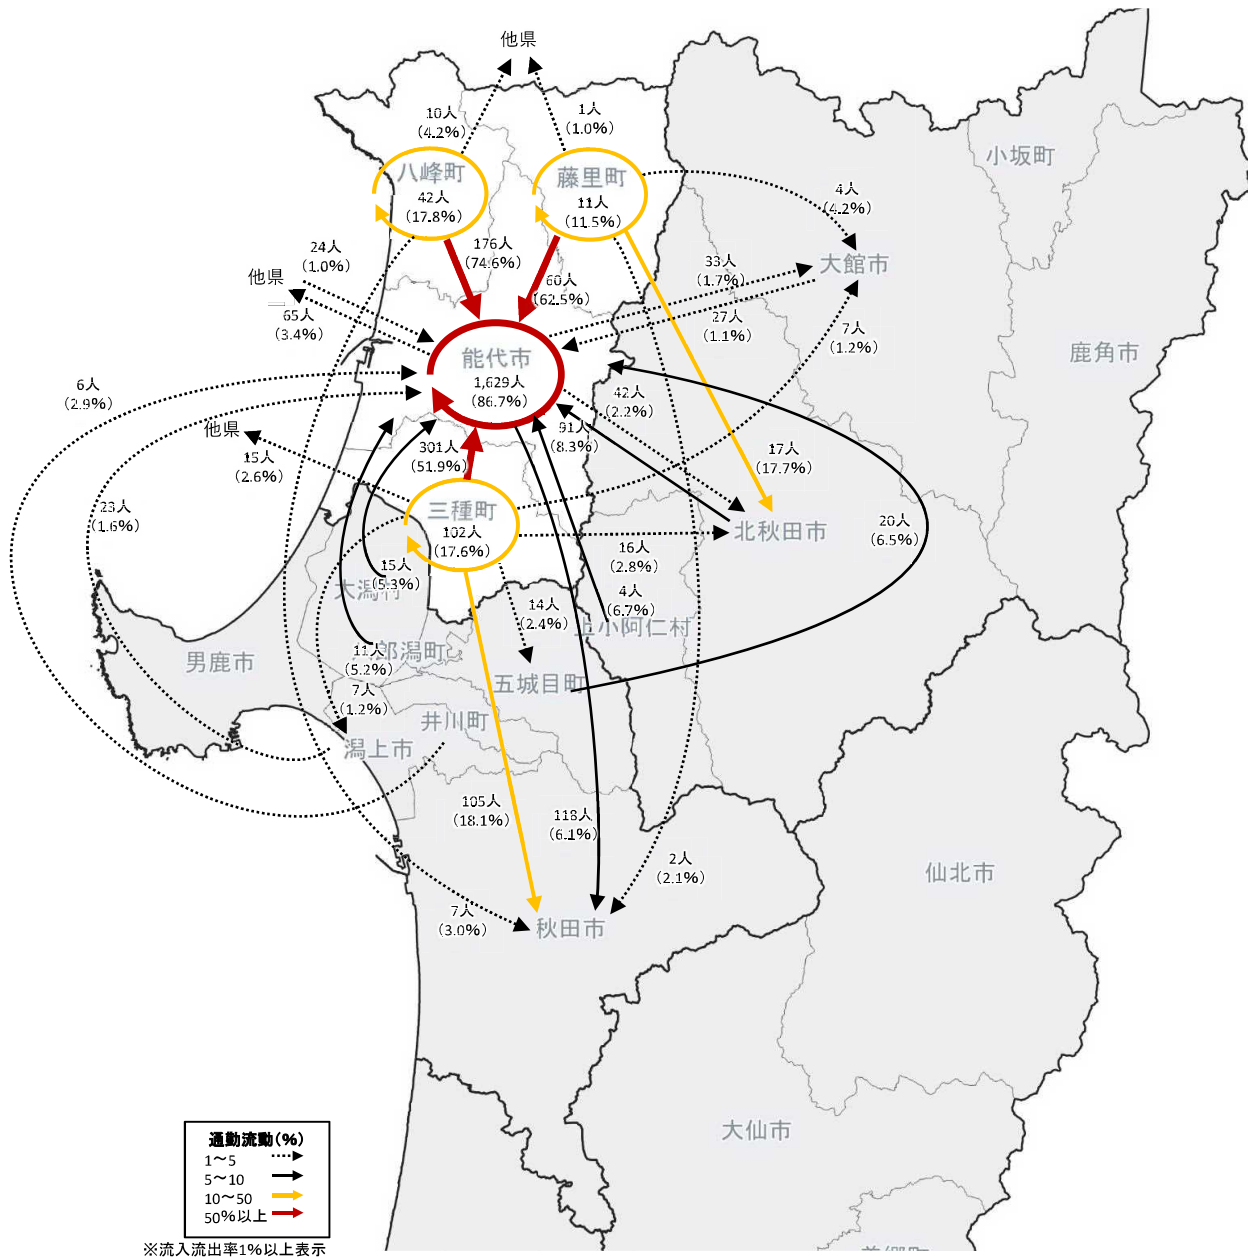 他県
10人
(4.2%)
1人
(1.0%)
小坂町
八峰町
42人
(17.8%)
藤里町
11人
(11.5%)
4人
(4.2%)
24人
(1.0%)
176人
(74.6%)
60人
(62.5%)
33人
(1.7%)
大館市
他県
65人
(3.4%)
27人
(1.1%)
7人
(1.2%)
鹿角市
能代市
1,629人
(86.7%)
6人
(2.9%)
42人
(2.2%)
91人
(8.3%)
他県
15人
(2.6%)
301人
(51.9%)
17人
(17.7%)
23人
(1.6%)
三種町
102人
(17.6%)
北秋田市
20人
(6.5%)
16人
(2.8%)
15人
(5.3%)
大潟村
14人
(2.4%)
4人
(6.7%)
上小阿仁村
男鹿市
11人
(5.2%)
郎潟町
五城目町
7人
(1.2%)
井川町
潟上市
105人
(18.1%)
118人
(6.1%)
2人
(2.1%)
仙北市
7人
(3.0%)
秋田市
大仙市
通勤流動(%)
1～5
5～10
10～50
50%以上
※流入流出率1%以上表示